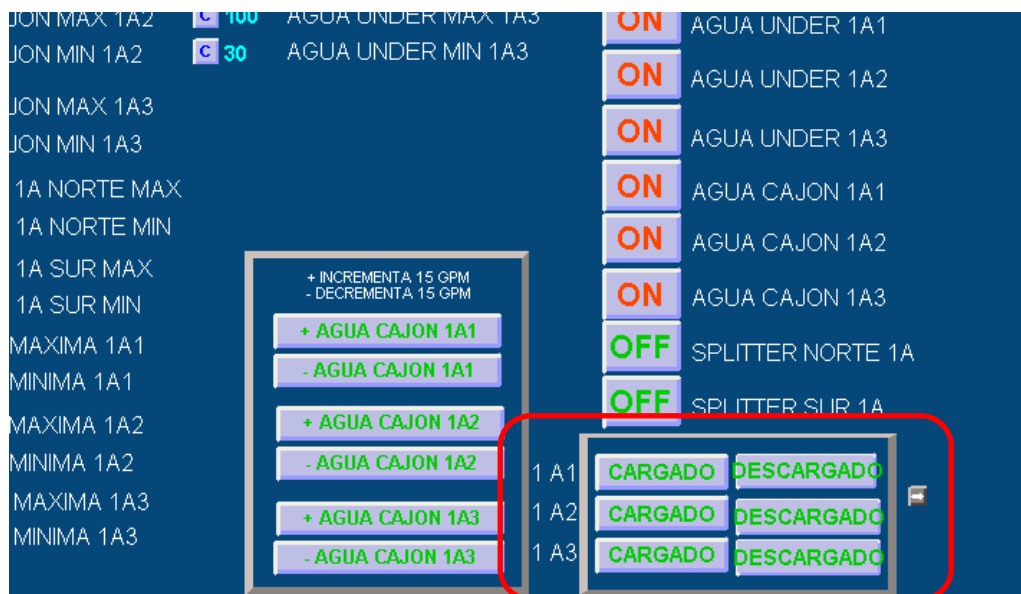 JON MAX 1A2 C 100 AGUA UNDER MAX 1A3
JON MIN 1A2 C 30 AGUA UNDER MIN 1A3
JON MAX 1A3
JON MIN 1A3
1A NORTE MAX
1A NORTE MIN
1A SUR MAX
1A SUR MIN
MAXIMA 1A1
MINIMA 1A1
MAXIMA 1A2
MINIMA 1A2
MAXIMA 1A3
MINIMA 1A3
+ INCREMENTA 15 GPM
- DECREMENTA 15 GPM
+ AGUA CAJON 1A1
- AGUA CAJON 1A1
+ AGUA CAJON 1A2
- AGUA CAJON 1A2
+ AGUA CAJON 1A3
- AGUA CAJON 1A3
ON AGUA UNDER 1A1
ON AGUA UNDER 1A2
ON AGUA UNDER 1A3
ON AGUA CAJON 1A1
ON AGUA CAJON 1A2
ON AGUA CAJON 1A3
OFF SPLITTER NORTE 1A
OFF SPLITTER SUR 1A
1 A1 CARGADO DESCARGADO
1 A2 CARGADO DESCARGADO
1 A3 CARGADO DESCARGADO